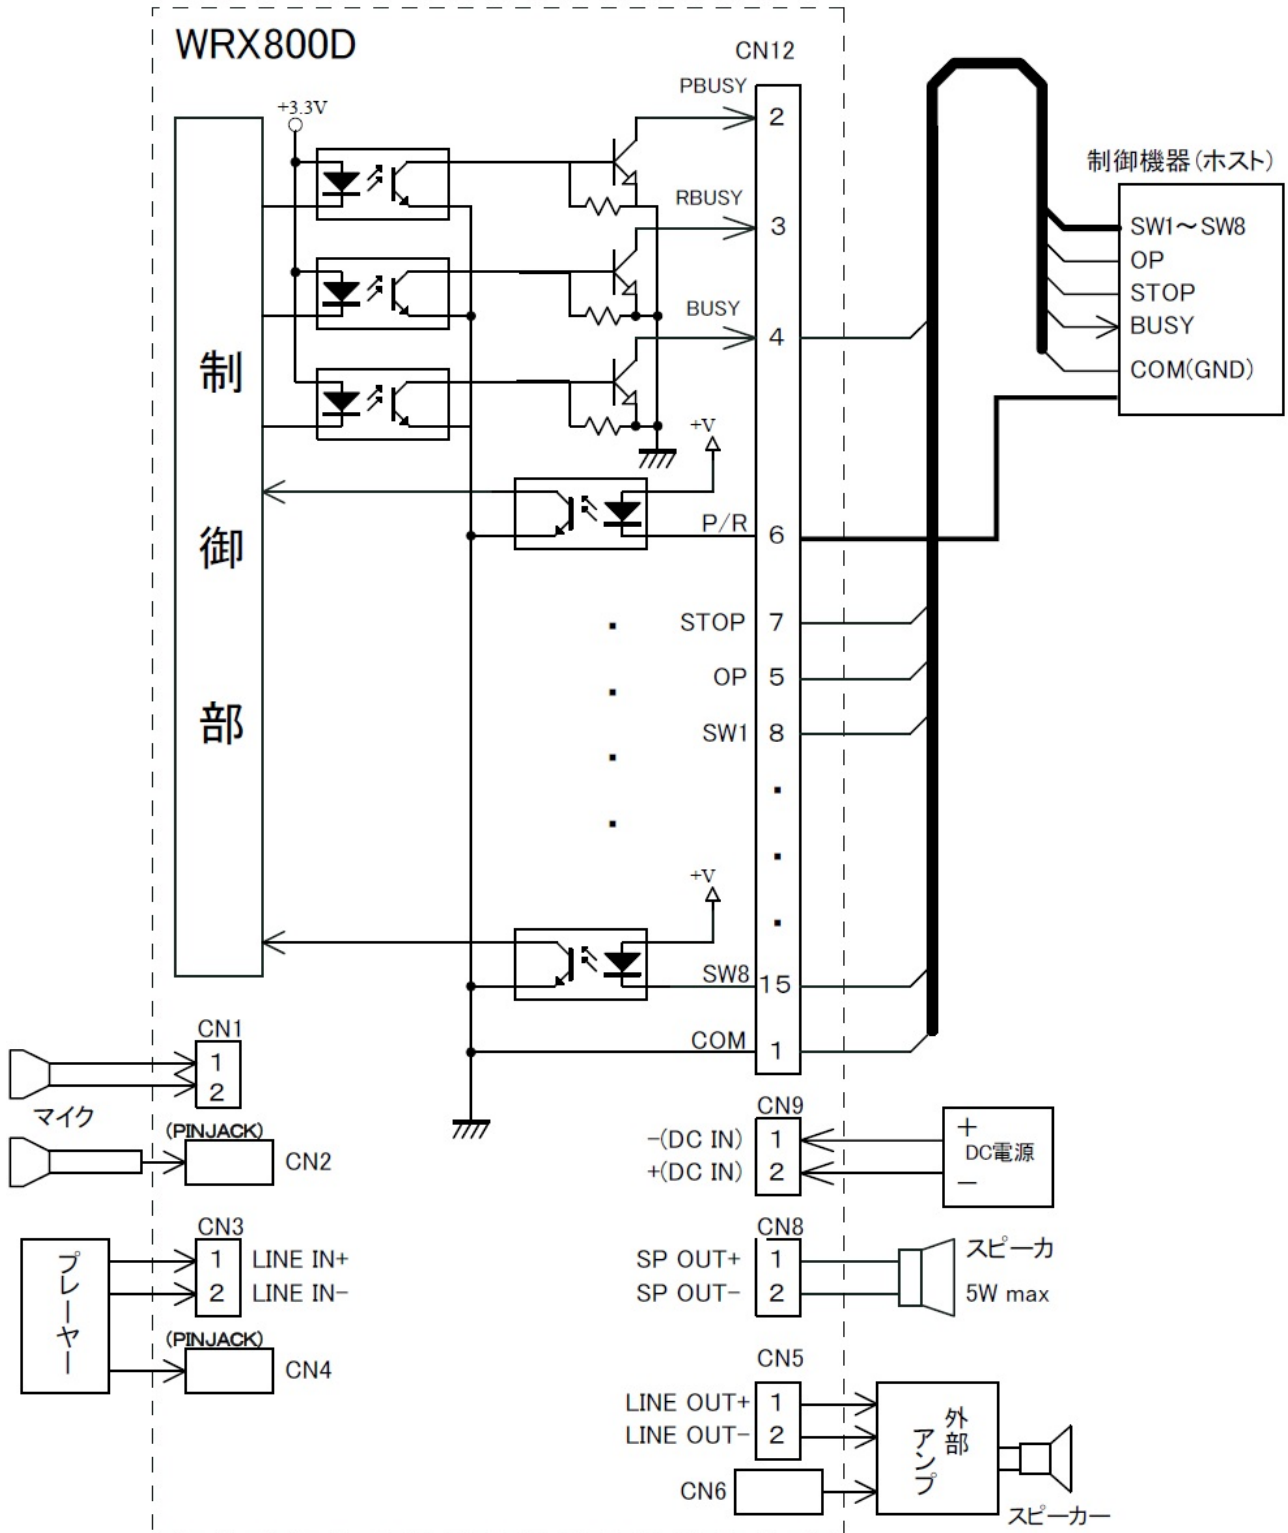 WRX800D
CN12
+3.3V
PBUSY
2
RBUSY
3
BUSY
4
制御部
+V
P/R
6
STOP
7
OP
5
SW1
8
+V
SW8
15
COM
1
制御機器(ホスト)
SW1～SW8
OP
STOP
BUSY
COM(GND)
CN1
1
2
マイク
(PINJACK)
CN2
CN3
1
LINE IN+
2
LINE IN-
プレーヤー
(PINJACK)
CN4
CN9
-(DC IN)
1
+(DC IN)
2
+
DC電源
－
CN8
SP OUT+
1
SP OUT-
2
スピーカ
5W max
CN5
LINE OUT+
1
LINE OUT-
2
CN6
外部
アンプ
スピーカー